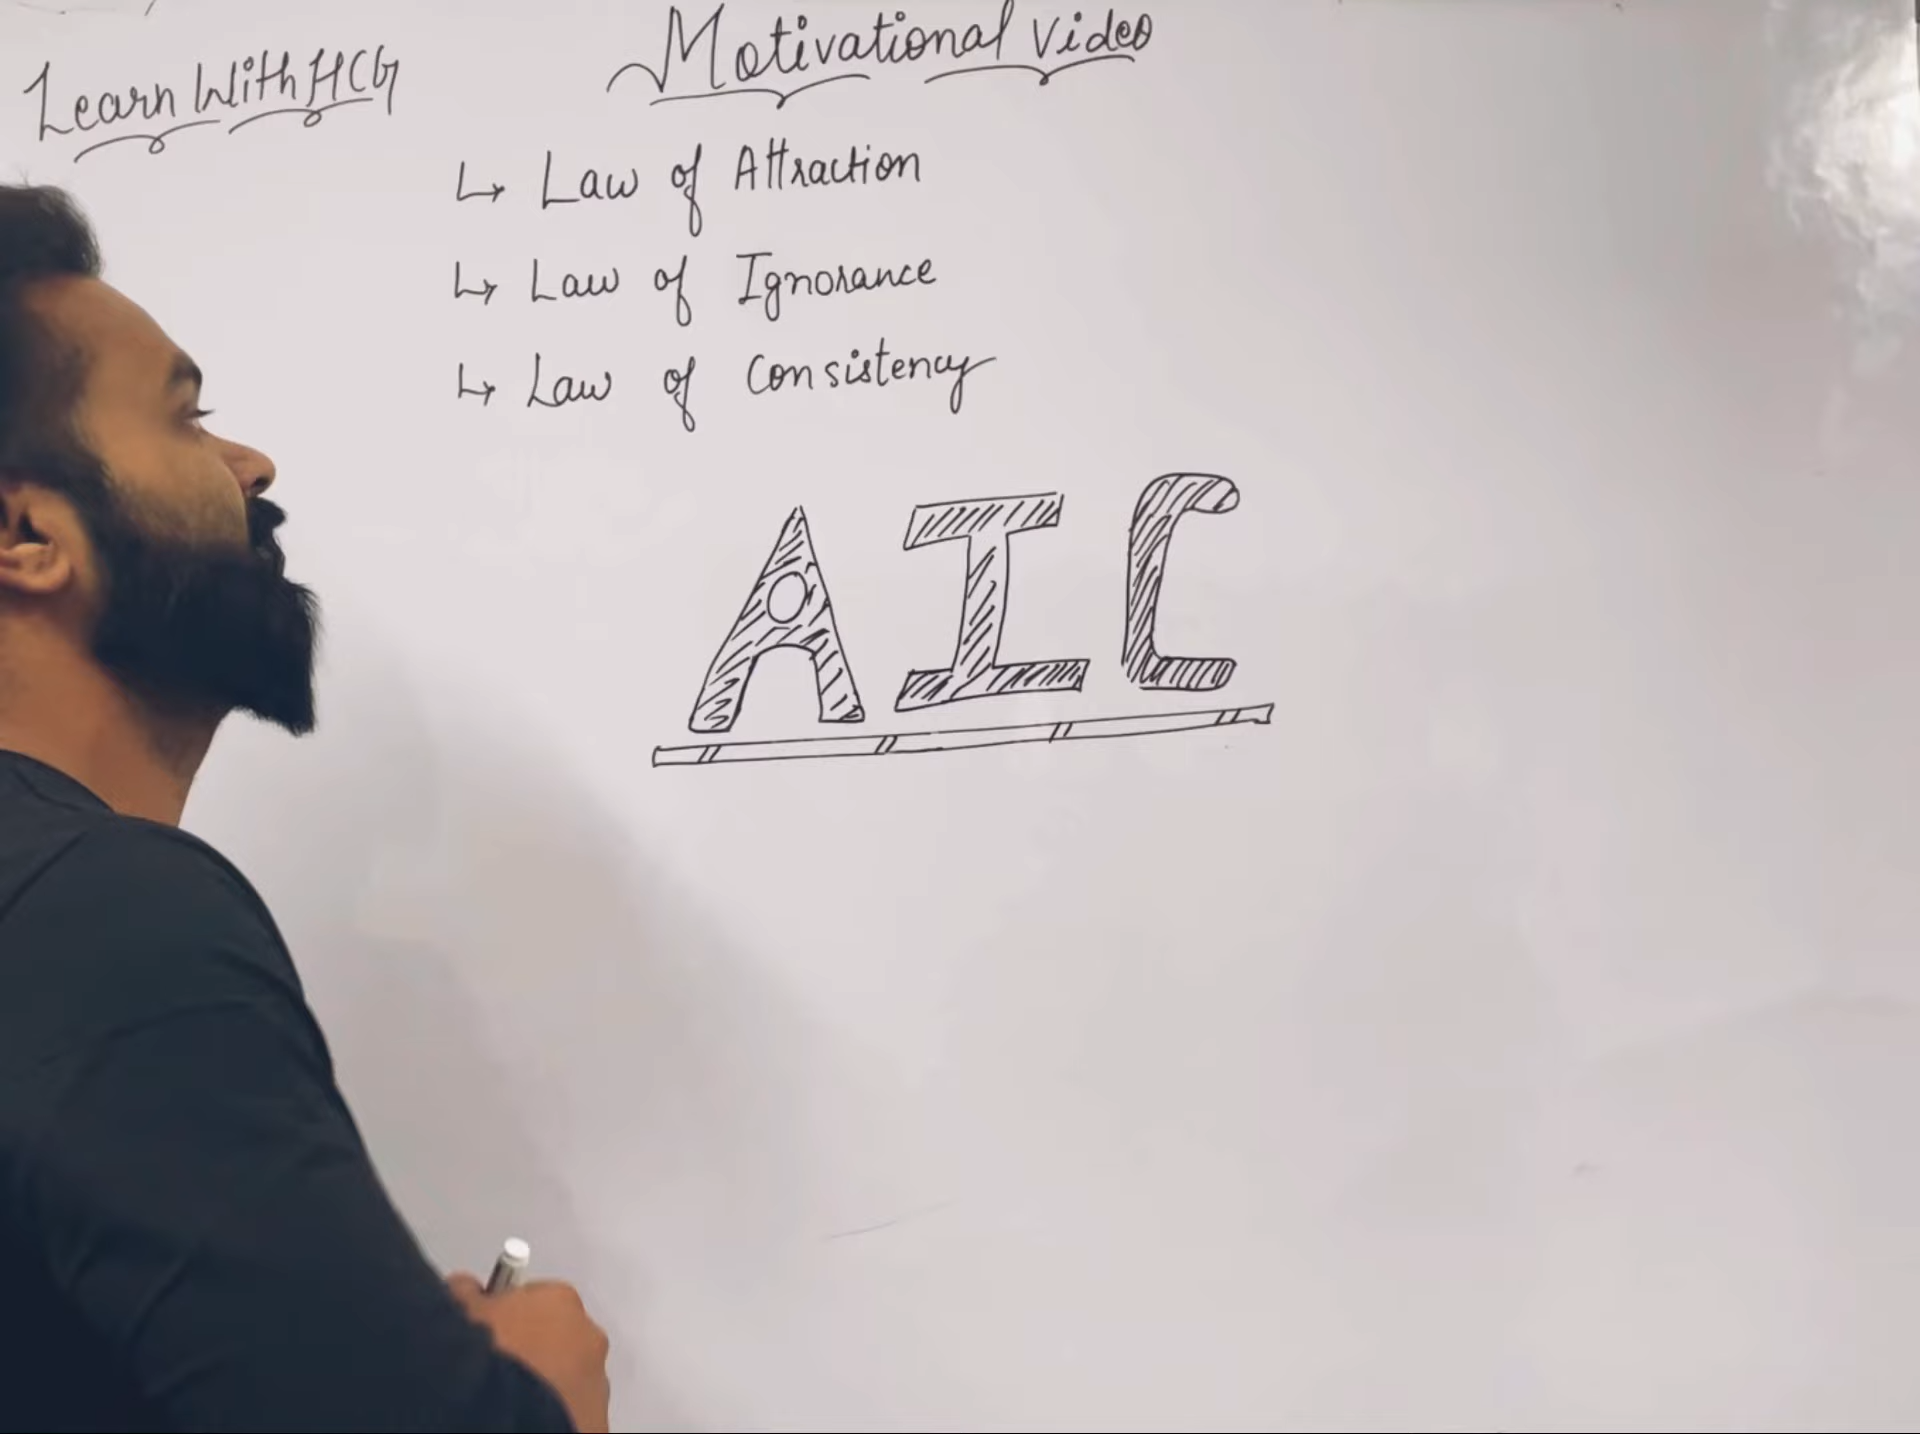 Motivational Video
Learn With HCG
↳ Law of Attraction
↳ Law of Ignorance
↳ Law of Consistency
AIC